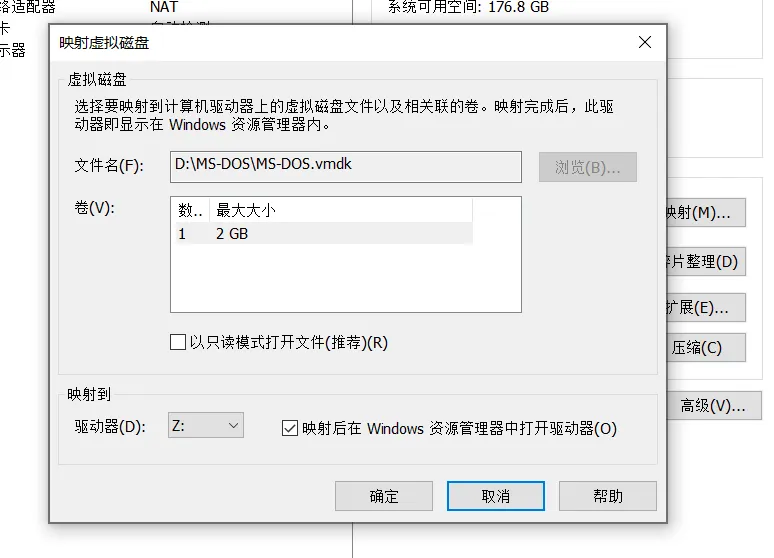 络适配器 NAT
系统可用空间: 176.8 GB
卡
示器
映射虚拟磁盘
虚拟磁盘
选择要映射到计算机驱动器上的虚拟磁盘文件以及相关联的卷。映射完成后，此驱
动器即显示在 Windows 资源管理器内。
文件名(F):
D:\MS-DOS\MS-DOS.vmdk
浏览(B)...
卷(V):
数.. 最大大小
1 2 GB
以只读模式打开文件(推荐)(R)
映射到
驱动器(D):
Z:
映射后在 Windows 资源管理器中打开驱动器(O)
确定
取消
帮助
映射(M)...
片整理(D)
扩展(E)...
压缩(C)
高级(V)...